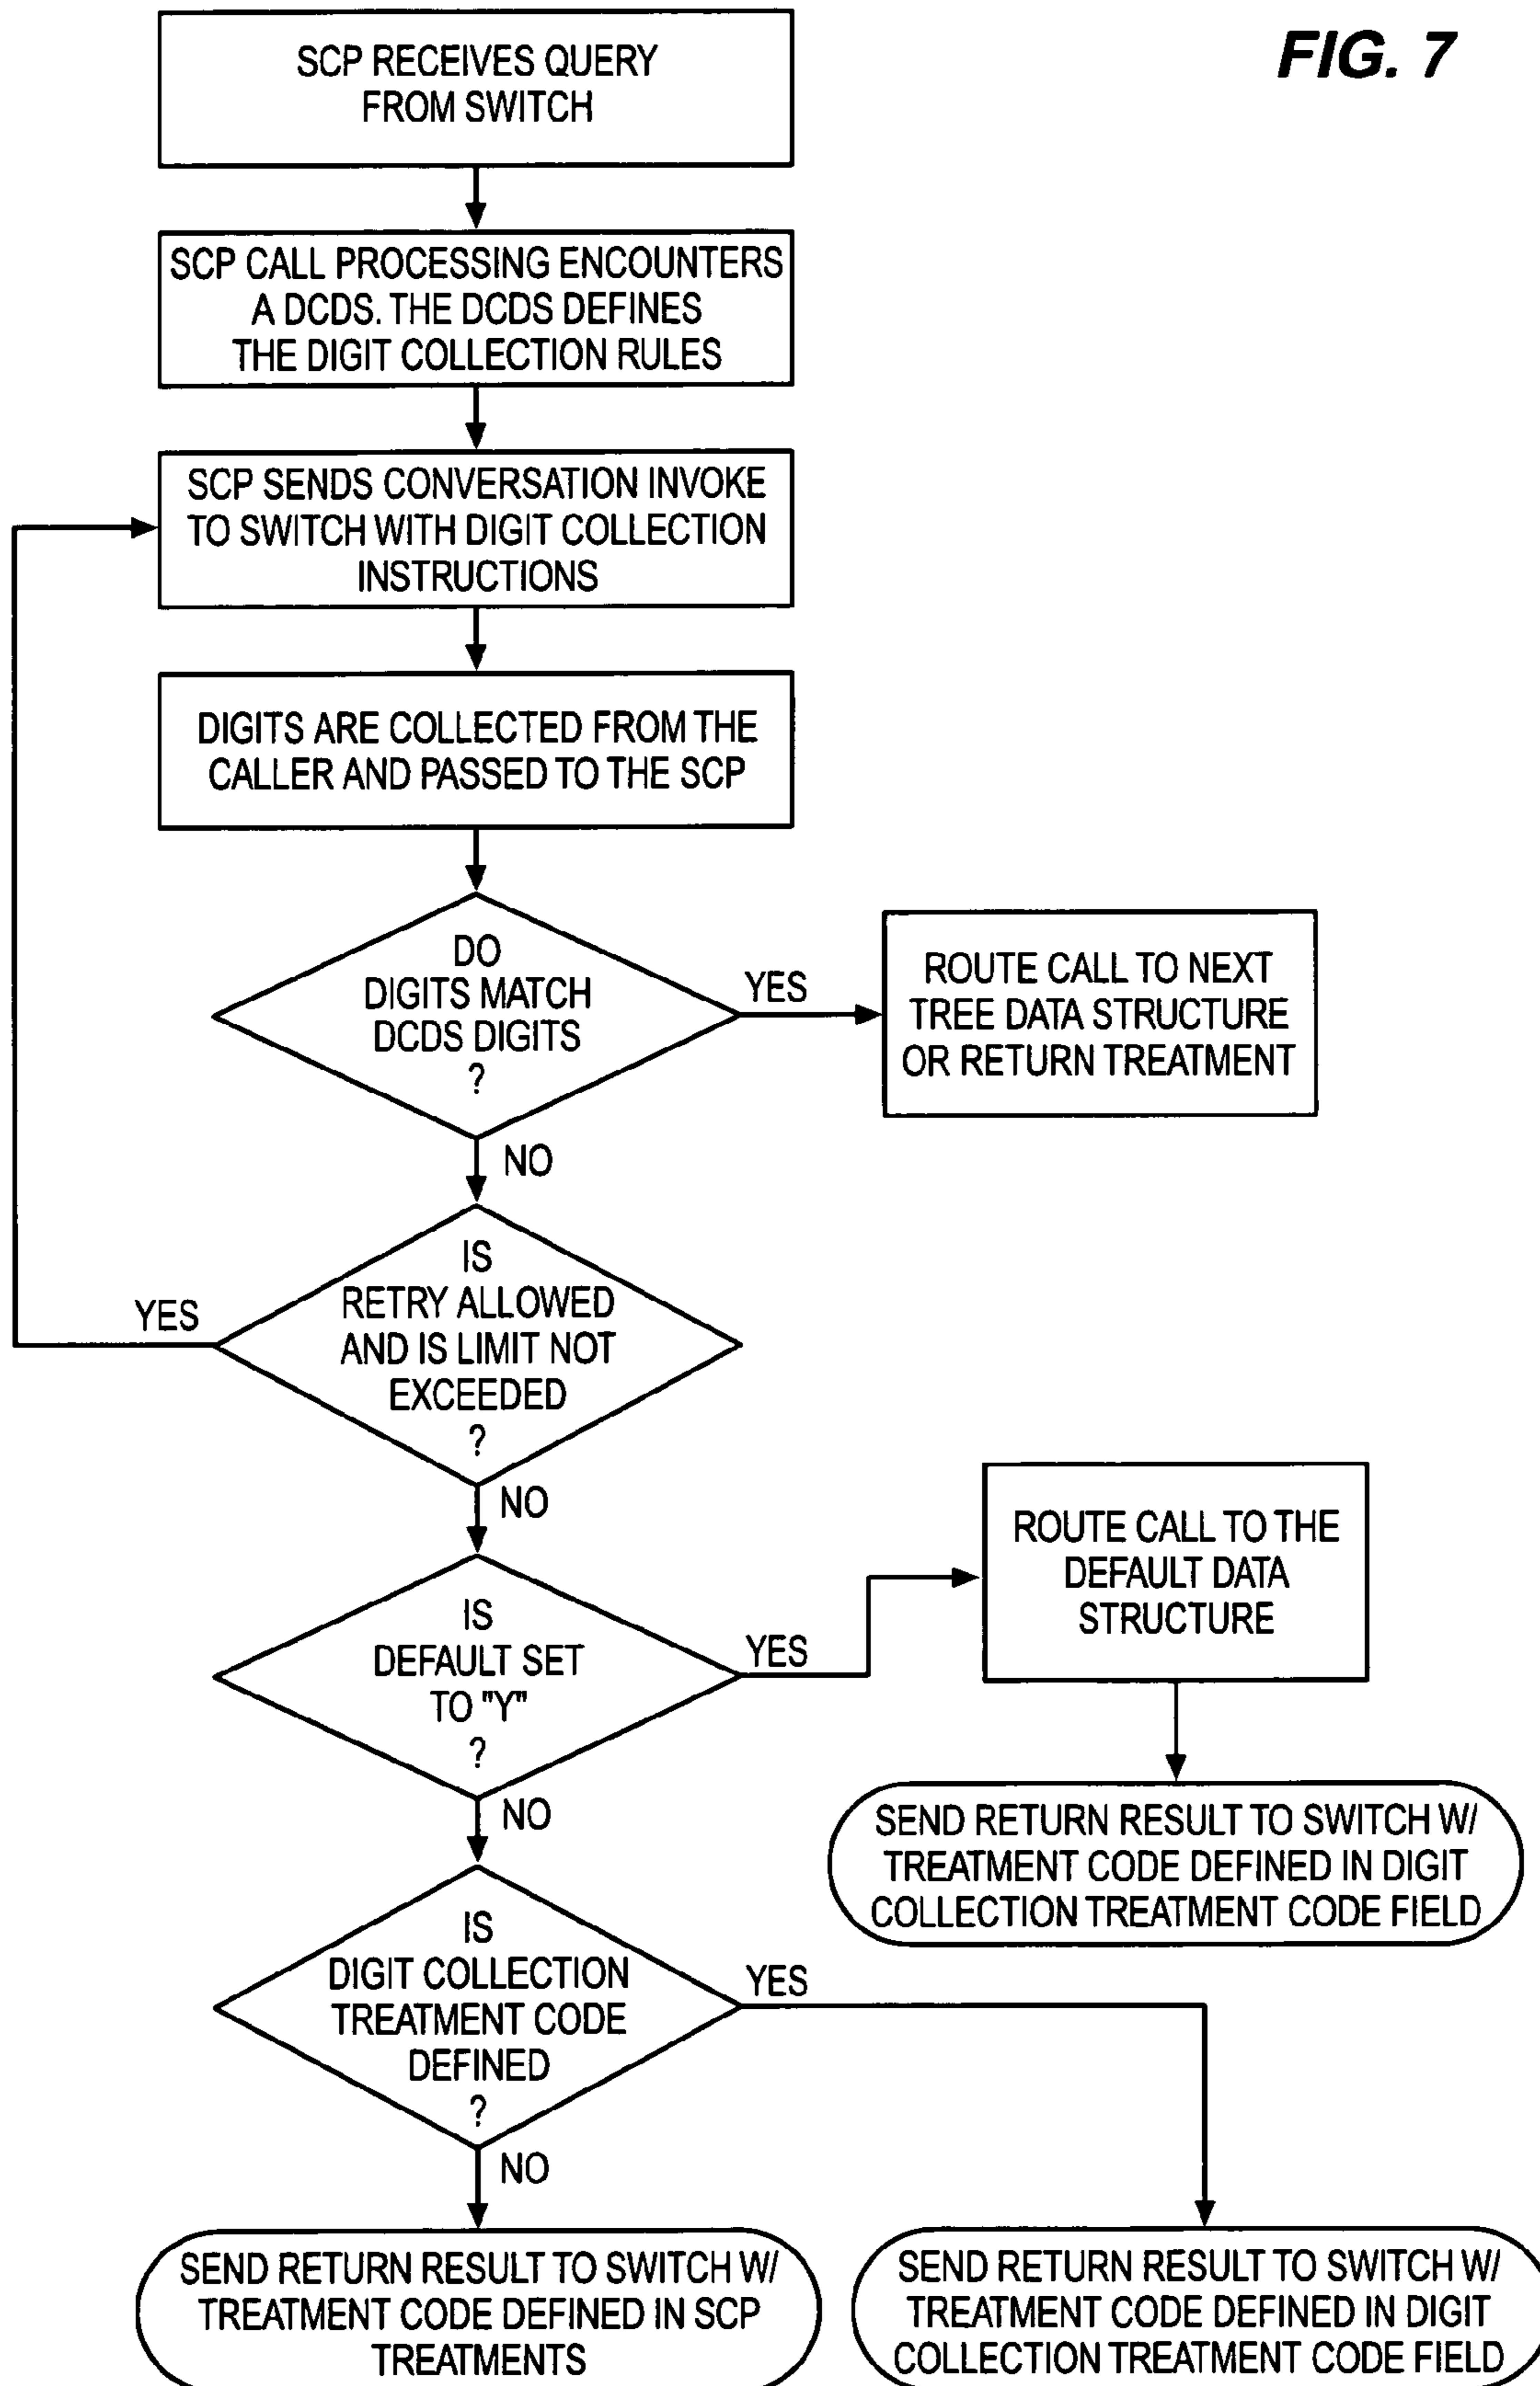 FIG. 7
SCP RECEIVES QUERY
FROM SWITCH
SCP CALL PROCESSING ENCOUNTERS
A DCDS. THE DCDS DEFINES
THE DIGIT COLLECTION RULES
SCP SENDS CONVERSATION INVOKE
TO SWITCH WITH DIGIT COLLECTION
INSTRUCTIONS
DIGITS ARE COLLECTED FROM THE
CALLER AND PASSED TO THE SCP
DO
DIGITS MATCH
DCDS DIGITS
?
YES
ROUTE CALL TO NEXT
TREE DATA STRUCTURE
OR RETURN TREATMENT
NO
IS
RETRY ALLOWED
AND IS LIMIT NOT
EXCEEDED
?
YES
NO
IS
DEFAULT SET
TO "Y"
?
YES
ROUTE CALL TO THE
DEFAULT DATA
STRUCTURE
SEND RETURN RESULT TO SWITCH W/
TREATMENT CODE DEFINED IN DIGIT
COLLECTION TREATMENT CODE FIELD
NO
IS
DIGIT COLLECTION
TREATMENT CODE
DEFINED
?
YES
NO
SEND RETURN RESULT TO SWITCH W/
TREATMENT CODE DEFINED IN SCP
TREATMENTS
SEND RETURN RESULT TO SWITCH W/
TREATMENT CODE DEFINED IN DIGIT
COLLECTION TREATMENT CODE FIELD